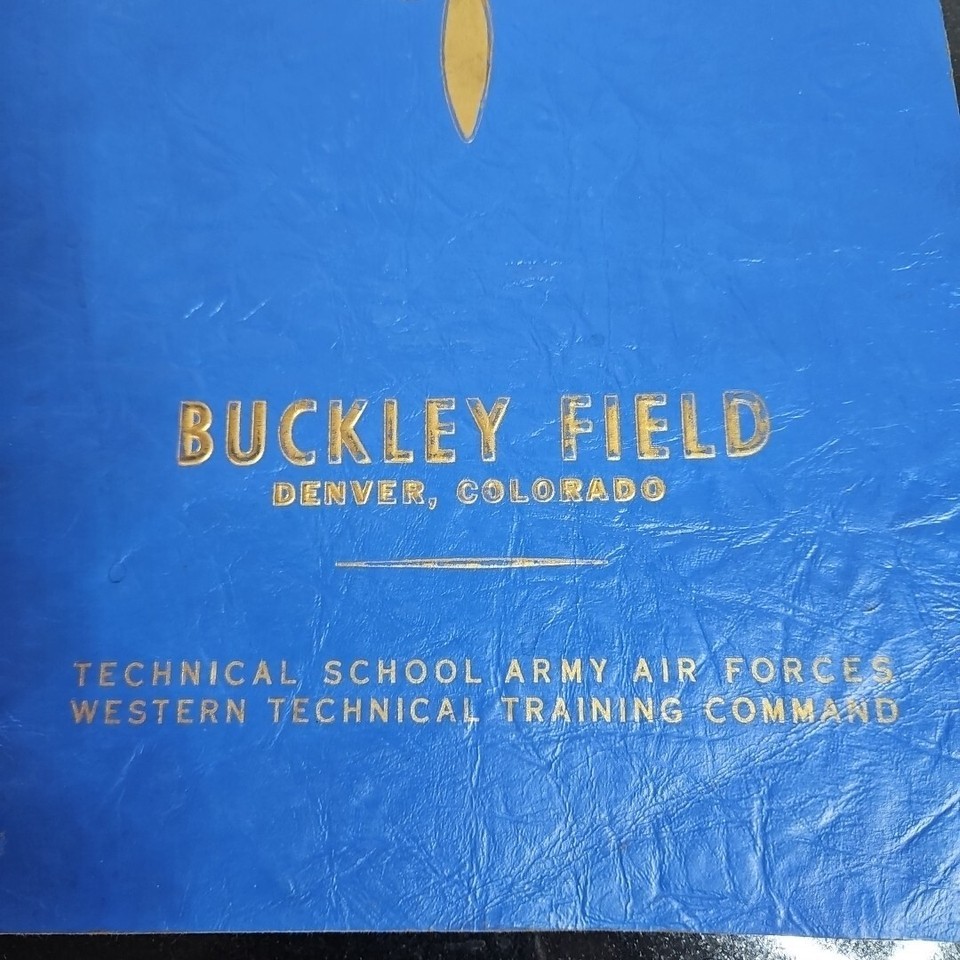 BUCKLEY FIELD
DENVER, COLORADO
TECHNICAL SCHOOL ARMY AIR FORCES
WESTERN TECHNICAL TRAINING COMMAND